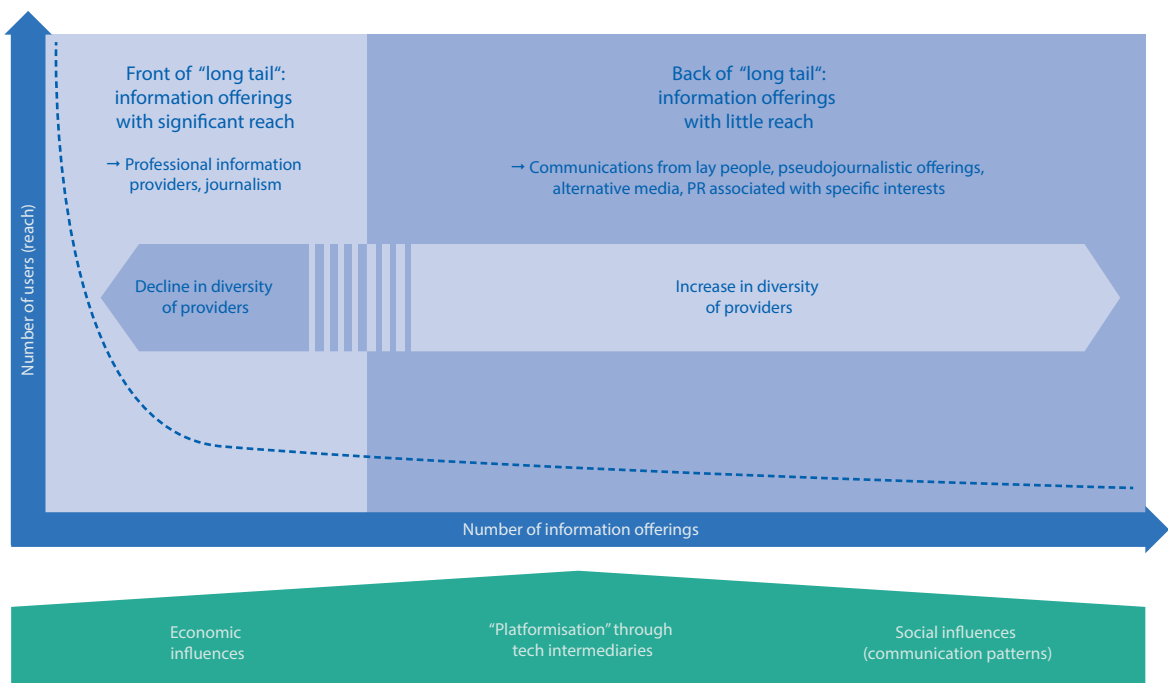 Number of users (reach)
Front of “long tail“:
information offerings
with significant reach
→ Professional information
providers, journalism
Back of “long tail“:
information offerings
with little reach
→ Communications from lay people, pseudojournalistic offerings,
alternative media, PR associated with specific interests
Decline in diversity
of providers
Increase in diversity
of providers
Number of information offerings
Economic
influences
“Platformisation” through
tech intermediaries
Social influences
(communication patterns)